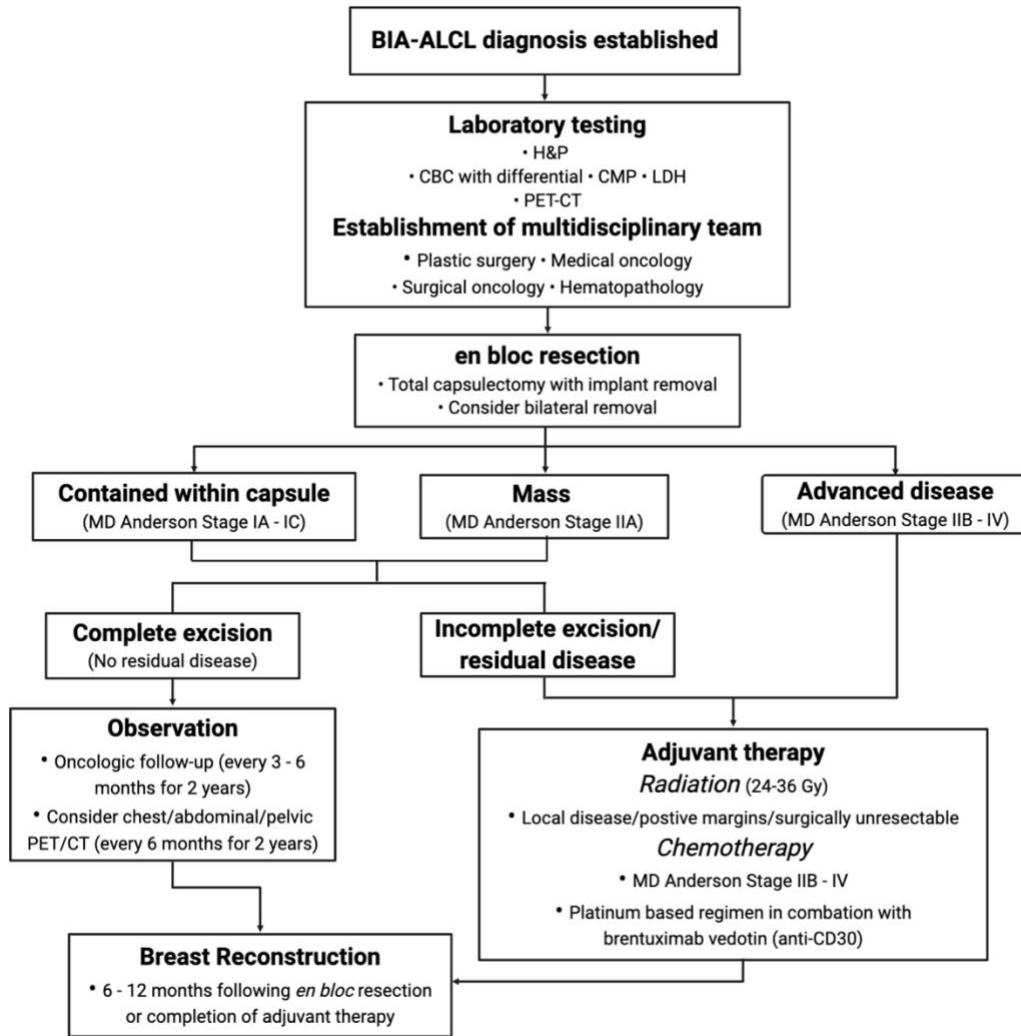 BIA-ALCL diagnosis established
Laboratory testing
• H&P
• CBC with differential • CMP • LDH
• PET-CT
Establishment of multidisciplinary team
• Plastic surgery • Medical oncology
• Surgical oncology • Hematopathology
en bloc resection
• Total capsulectomy with implant removal
• Consider bilateral removal
Contained within capsule
(MD Anderson Stage IA - IC)
Mass
(MD Anderson Stage IIA)
Advanced disease
(MD Anderson Stage IIB - IV)
Complete excision
(No residual disease)
Incomplete excision/
residual disease
Observation
• Oncologic follow-up (every 3 - 6
months for 2 years)
• Consider chest/abdominal/pelvic
PET/CT (every 6 months for 2 years)
Adjuvant therapy
Radiation (24-36 Gy)
• Local disease/postive margins/surgically unresectable
Chemotherapy
• MD Anderson Stage IIB - IV
• Platinum based regimen in combation with
brentuximab vedotin (anti-CD30)
Breast Reconstruction
• 6 - 12 months following en bloc resection
or completion of adjuvant therapy